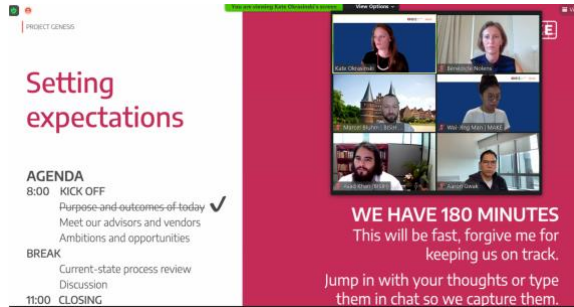 You are viewing Kate Okrasinski's screen
View Options
PROJECT GENESIS
Setting
expectations
AGENDA
8:00 KICK OFF
Purpose and outcomes of today
Meet our advisors and vendors
Ambitions and opportunities
BREAK
Current-state process review
Discussion
11:00 CLOSING
Kate Okrasinski
WE HAVE 180 MINUTES
This will be fast, forgive me for
keeping us on track.
Jump in with your thoughts or type
them in chat so we capture them.